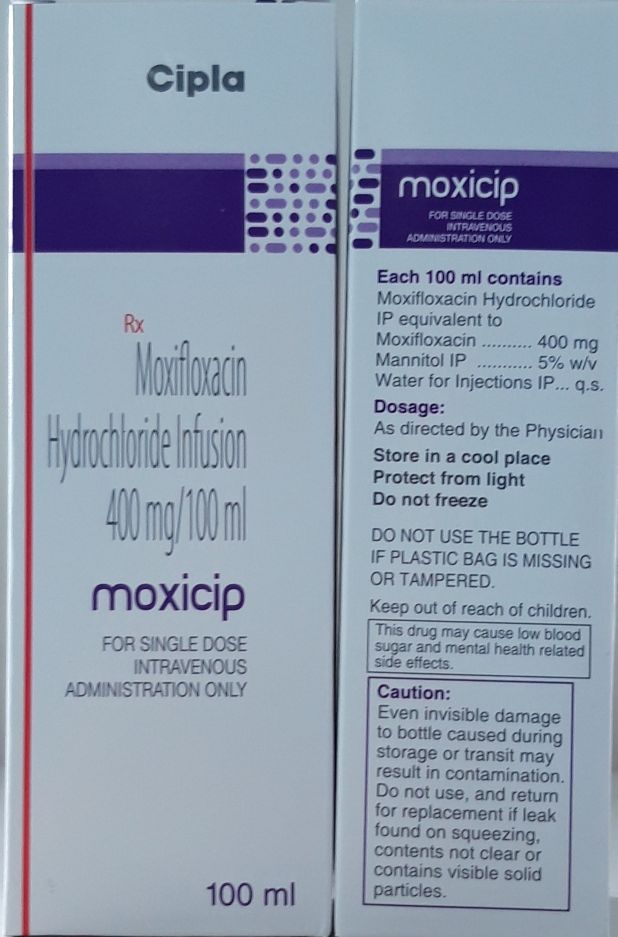 Cipla
Rx
Moxifloxacin
Hydrochloride Infusion
400 mg/100 ml
moxicip
FOR SINGLE DOSE
INTRAVENOUS
ADMINISTRATION ONLY
100 ml
moxicip
FOR SINGLE DOSE
INTRAVENOUS
ADMINISTRATION ONLY
Each 100 ml contains
Moxifloxacin Hydrochloride
IP equivalent to
Moxifloxacin .......... 400 mg
Mannitol IP ........... 5% w/v
Water for Injections IP... q.s.
Dosage:
As directed by the Physician
Store in a cool place
Protect from light
Do not freeze
DO NOT USE THE BOTTLE
IF PLASTIC BAG IS MISSING
OR TAMPERED.
Keep out of reach of children.
This drug may cause low blood
sugar and mental health related
side effects.
Caution:
Even invisible damage
to bottle caused during
storage or transit may
result in contamination.
Do not use, and return
for replacement if leak
found on squeezing,
contents not clear or
contains visible solid
particles.